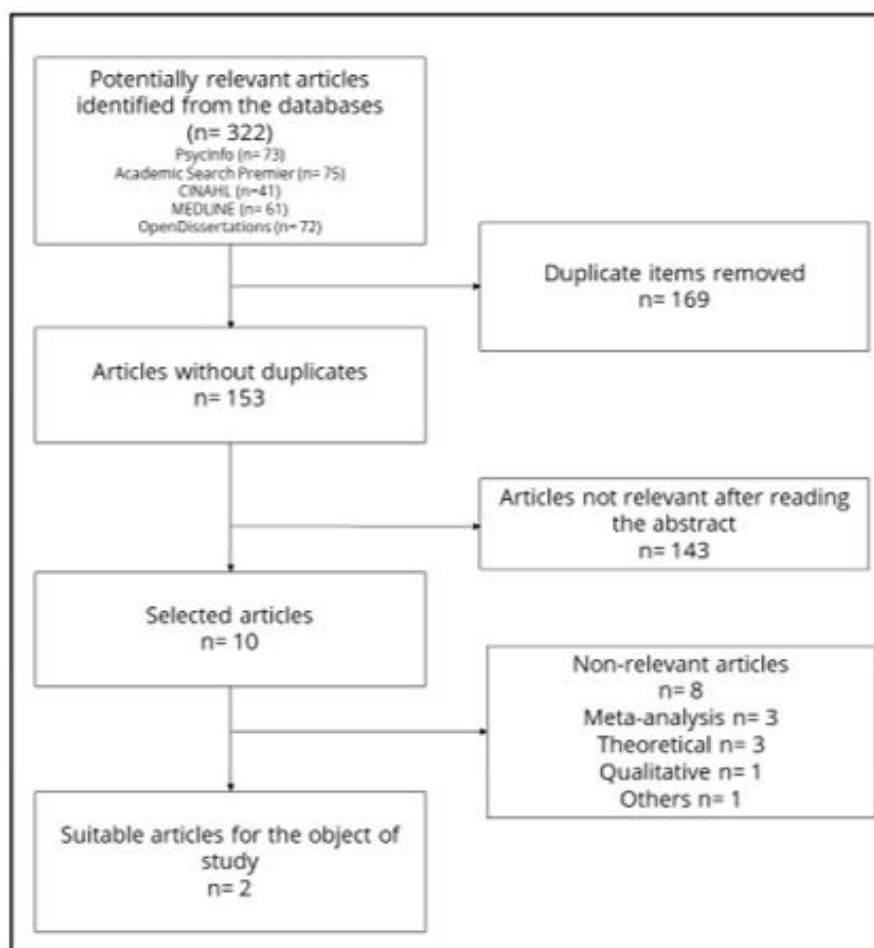 Potentially relevant articles
identified from the databases
(n= 322)
PsycInfo (n= 73)
Academic Search Premier (n= 75)
CINAHL (n=41)
MEDLINE (n= 61)
OpenDissertations (n= 72)
Duplicate items removed
n= 169
Articles without duplicates
n= 153
Articles not relevant after reading
the abstract
n= 143
Selected articles
n= 10
Non-relevant articles
n= 8
Meta-analysis n= 3
Theoretical n= 3
Qualitative n= 1
Others n= 1
Suitable articles for the object of
study
n= 2